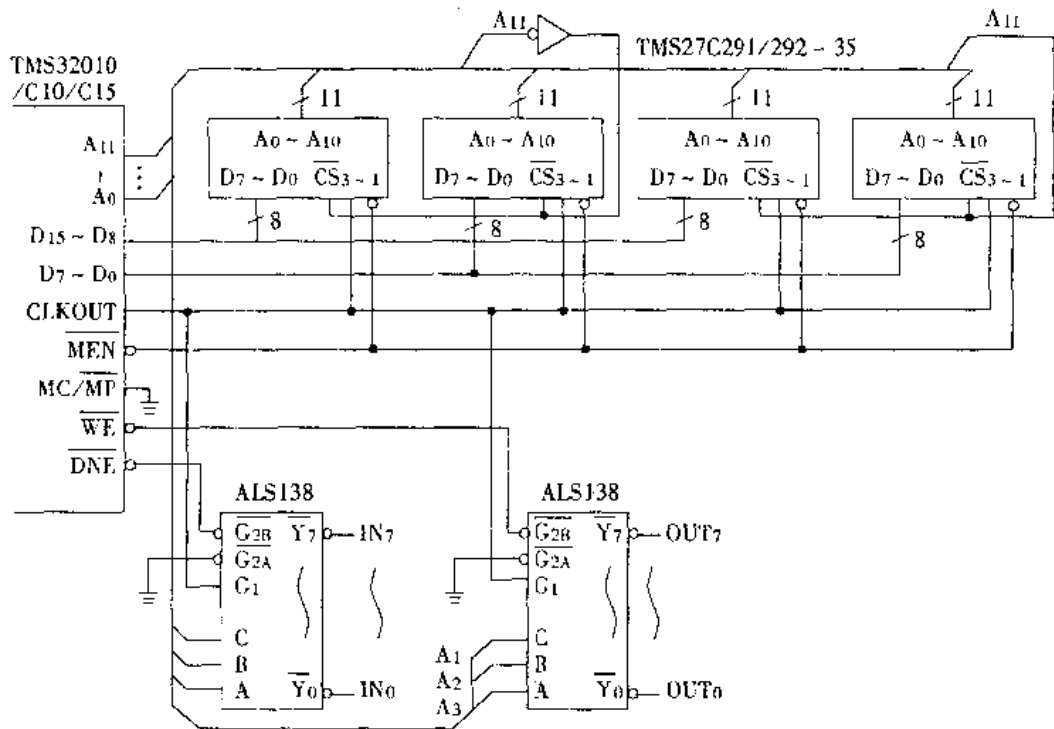 A11
A11
TMS27C291/292 - 35
TMS32010
/C10/C15
11
11
11
11
A0 ~ A10
A0 ~ A10
A0 ~ A10
A0 ~ A10
D7 ~ D0 CS3 ~ 1
D7 ~ D0 CS3 ~ 1
D7 ~ D0 CS3 ~ 1
D7 ~ D0 CS3 ~ 1
A11
A0
8
8
8
8
D15 ~ D8
D7 ~ D0
CLKOUT
MEN
MC/MP
WE
DNE
ALS138
ALS138
G2B Y7 IN7
G2A
G1
C
B
A Y0 IN0
G2B Y7 OUT7
G2A
G1
A1 C
A2 B
A3 A Y0 OUT0